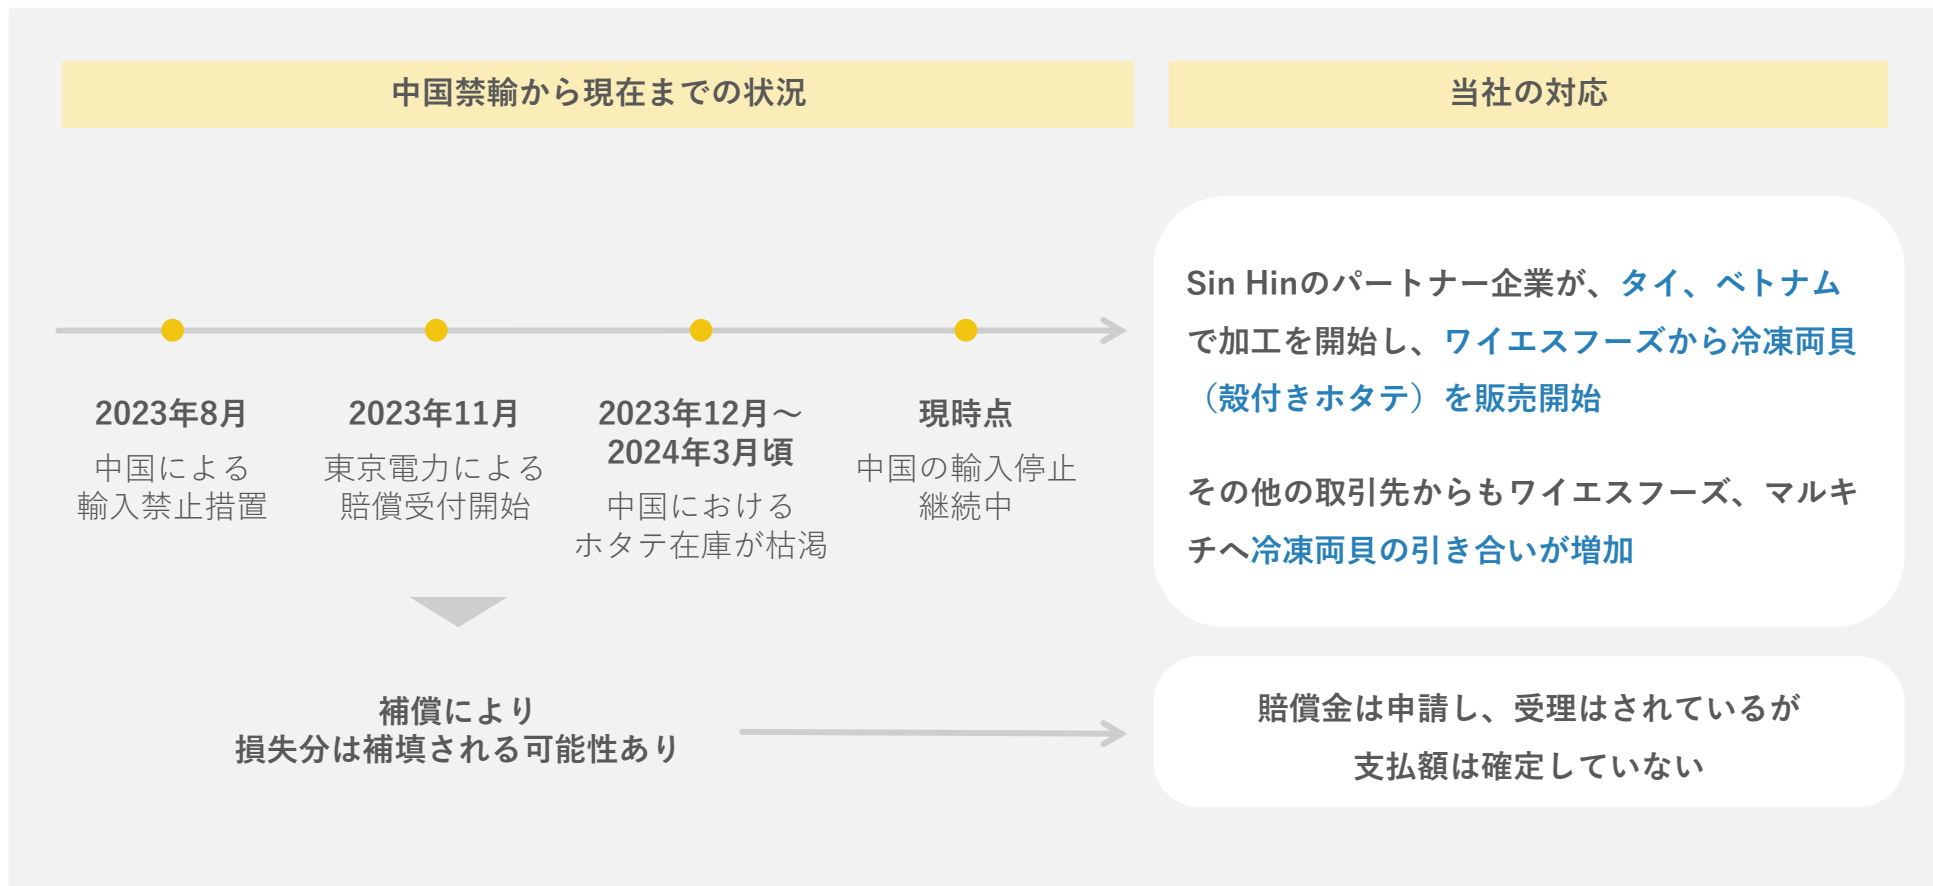 中国禁輸から現在までの状況
2023年8月
中国による
輸入禁止措置
2023年11月
東京電力による
賠償受付開始
2023年12月～
2024年3月頃
中国における
ホタテ在庫が枯渇
現時点
中国の輸入停止
継続中
補償により
損失分は補填される可能性あり
当社の対応
Sin Hinのパートナー企業が、タイ、ベトナム
で加工を開始し、ワイエスフーズから冷凍両貝
（殻付きホタテ）を販売開始
その他の取引先からもワイエスフーズ、マルキ
チへ冷凍両貝の引き合いが増加
賠償金は申請し、受理はされているが
支払額は確定していない